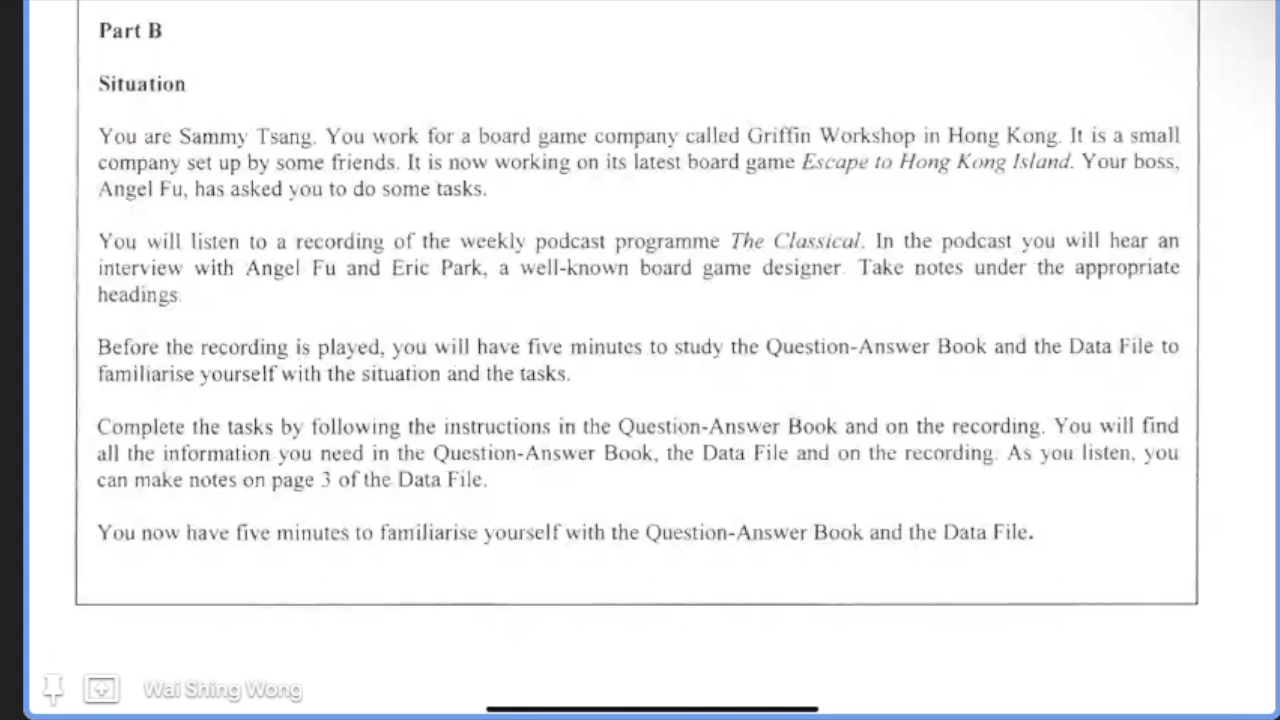 Part B
Situation
You are Sammy Tsang. You work for a board game company called Griffin Workshop in Hong Kong. It is a small
company set up by some friends. It is now working on its latest board game Escape to Hong Kong Island. Your boss,
Angel Fu, has asked you to do some tasks.
You will listen to a recording of the weekly podcast programme The Classical. In the podcast you will hear an
interview with Angel Fu and Eric Park, a well-known board game designer. Take notes under the appropriate
headings.
Before the recording is played, you will have five minutes to study the Question-Answer Book and the Data File to
familiarise yourself with the situation and the tasks.
Complete the tasks by following the instructions in the Question-Answer Book and on the recording. You will find
all the information you need in the Question-Answer Book, the Data File and on the recording. As you listen, you
can make notes on page 3 of the Data File.
You now have five minutes to familiarise yourself with the Question-Answer Book and the Data File.
Wai Shing Wong